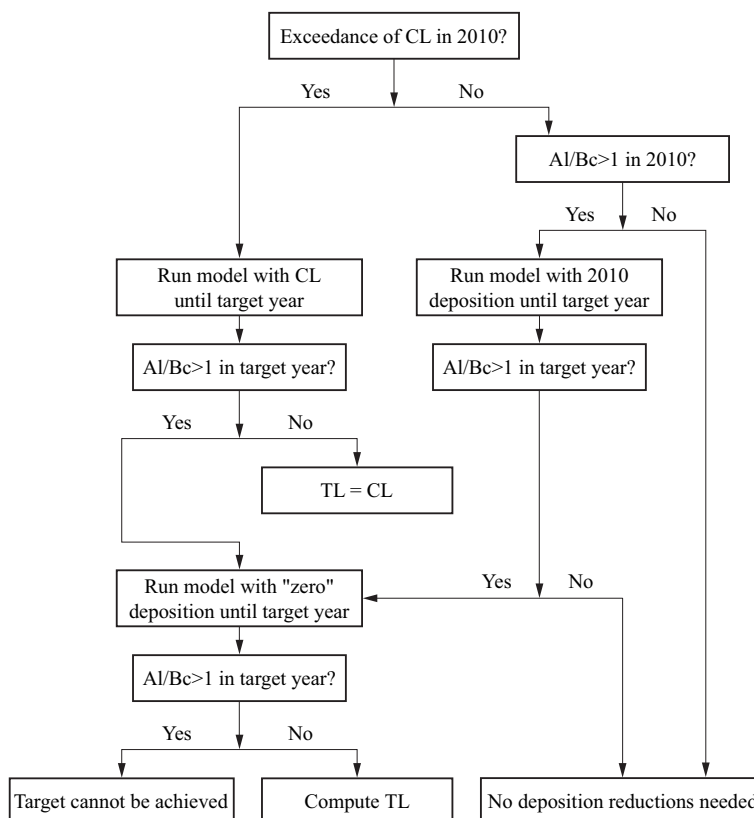 Exceedance of CL in 2010?
Yes No
Al/Bc>1 in 2010?
Yes No
Run model with CL
until target year
Run model with 2010
deposition until target year
Al/Bc>1 in target year?
Al/Bc>1 in target year?
Yes No
TL = CL
Run model with "zero"
deposition until target year
Yes No
Al/Bc>1 in target year?
Yes No
Target cannot be achieved
Compute TL
No deposition reductions needed